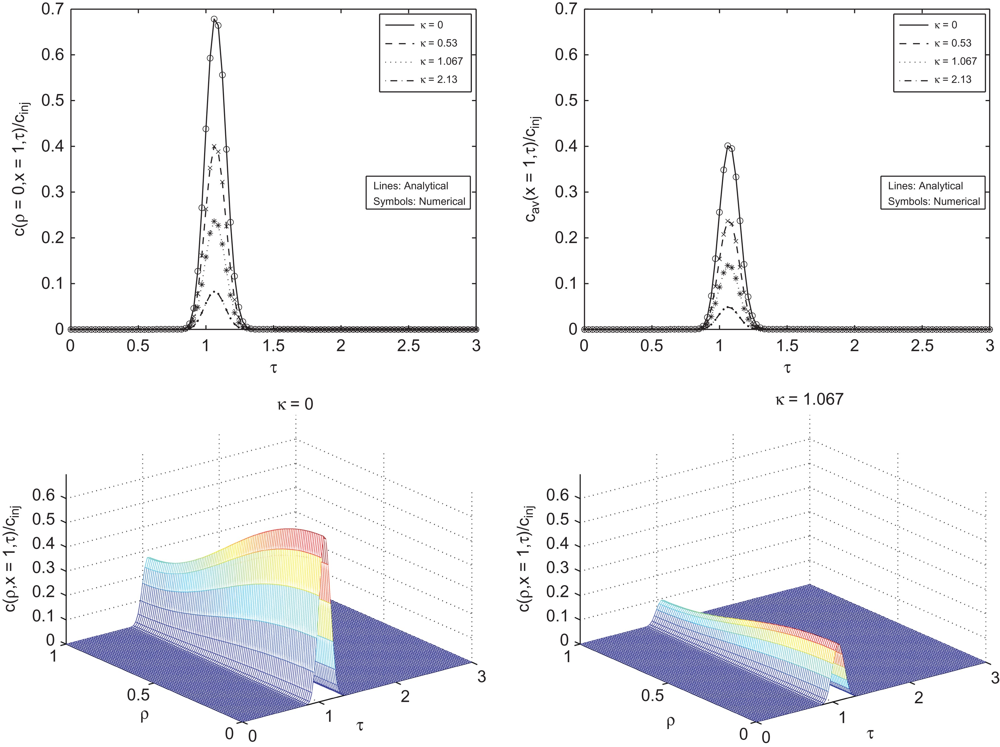 0.7
0.6
0.5
0.4
0.3
0.2
0.1
0
c(ρ = 0,x = 1,τ)/c_inj
κ = 0
κ = 0.53
κ = 1.067
κ = 2.13
Lines: Analytical
Symbols: Numerical
0 0.5 1 1.5 2 2.5 3
τ
0.7
0.6
0.5
0.4
0.3
0.2
0.1
0
c_av(x = 1,τ)/c_inj
κ = 0
κ = 0.53
κ = 1.067
κ = 2.13
Lines: Analytical
Symbols: Numerical
0 0.5 1 1.5 2 2.5 3
τ
κ = 0
0.6
0.5
0.4
0.3
0.2
0.1
0
c(ρ,x = 1,τ)/c_inj
1
0.5
0
ρ
0
1
2
3
τ
κ = 1.067
0.6
0.5
0.4
0.3
0.2
0.1
0
c(ρ,x = 1,τ)/c_inj
1
0.5
0
ρ
0
1
2
3
τ